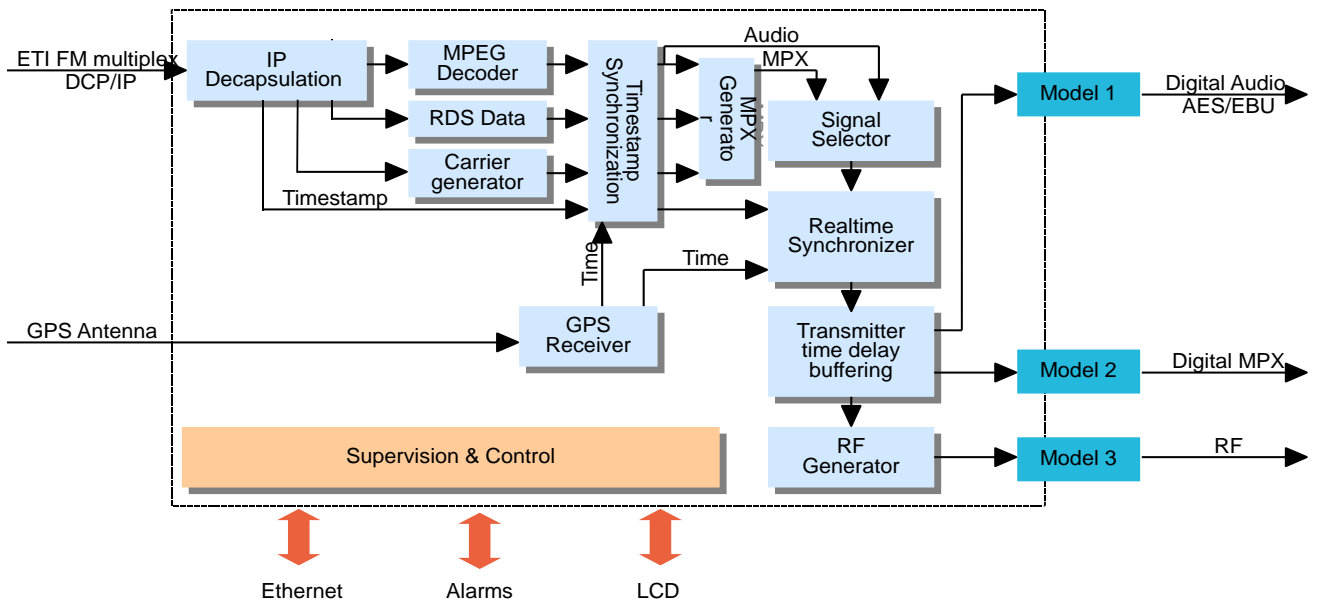 ETI FM multiplex
DCP/IP
IP
Decapsulation
MPEG
Decoder
RDS Data
Carrier
generator
Timestamp
Timestamp
Synchronization
Audio
MPX
MPX
Generato
r
Signal
Selector
Realtime
Synchronizer
Time
Time
GPS Antenna
GPS
Receiver
Transmitter
time delay
buffering
RF
Generator
Model 1
Digital Audio
AES/EBU
Model 2
Digital MPX
Model 3
RF
Supervision & Control
Ethernet
Alarms
LCD